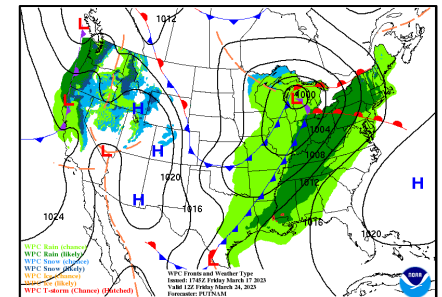 1012
L
1000
L
L
H
1004
L
H
1008
1020
1012
H
H
1016
1024
1016
1020
L
WPC Rain (chance)
WPC Rain (likely)
WPC Snow (chance)
WPC Snow (likely)
WPC Ice (chance)
WPC Ice (likely)
WPC T-storm (Chance) (Hatched)
WPC Fronts and Weather Type
Issued: 1745Z Friday March 17 2023
Valid 12Z Friday March 24, 2023
Forecaster: PUTNAM
NOAA